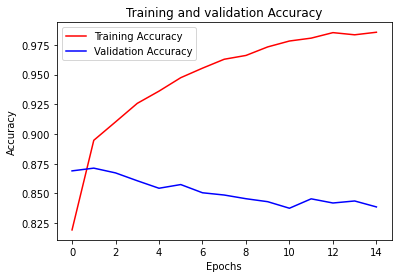 Training and validation Accuracy
Training Accuracy
Validation Accuracy
0.975
0.950
0.925
0.900
0.875
0.850
0.825
Accuracy
0 2 4 6 8 10 12 14
Epochs